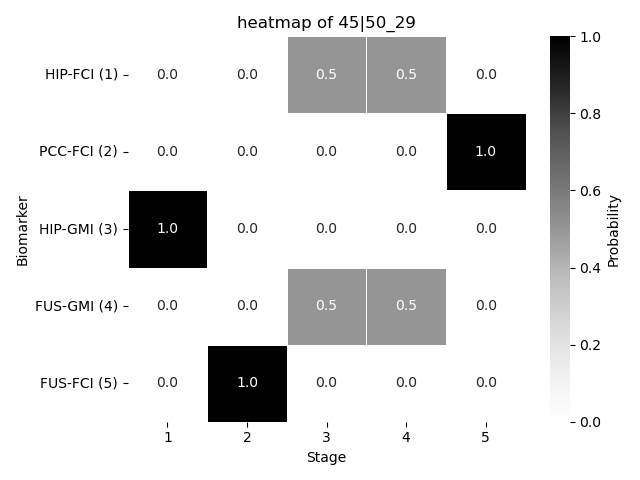 heatmap of 45|50_29
HIP-FCI (1) 0.0 0.0 0.5 0.5 0.0
PCC-FCI (2) 0.0 0.0 0.0 0.0 1.0
HIP-GMI (3) 1.0 0.0 0.0 0.0 0.0
FUS-GMI (4) 0.0 0.0 0.5 0.5 0.0
FUS-FCI (5) 0.0 1.0 0.0 0.0 0.0
1 2 3 4 5
Stage
Biomarker
1.0
0.8
0.6
0.4
0.2
0.0
Probability